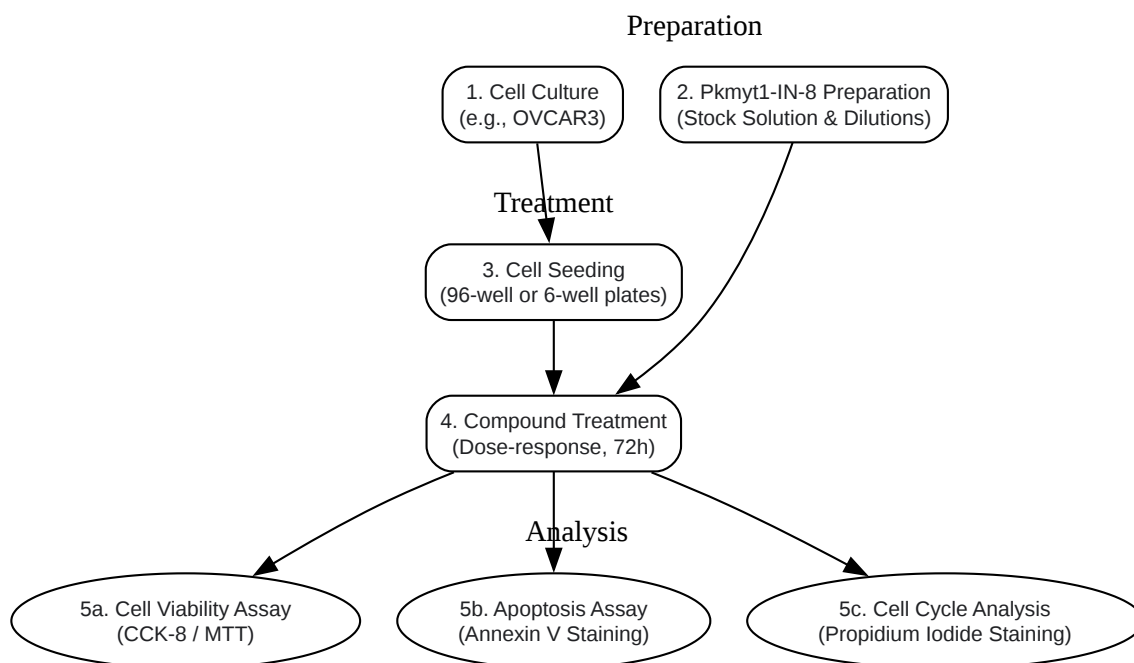 Preparation
1. Cell Culture
(e.g., OVCAR3)
2. Pkmyt1-IN-8 Preparation
(Stock Solution & Dilutions)
Treatment
3. Cell Seeding
(96-well or 6-well plates)
4. Compound Treatment
(Dose-response, 72h)
Analysis
5a. Cell Viability Assay
(CCK-8 / MTT)
5b. Apoptosis Assay
(Annexin V Staining)
5c. Cell Cycle Analysis
(Propidium Iodide Staining)